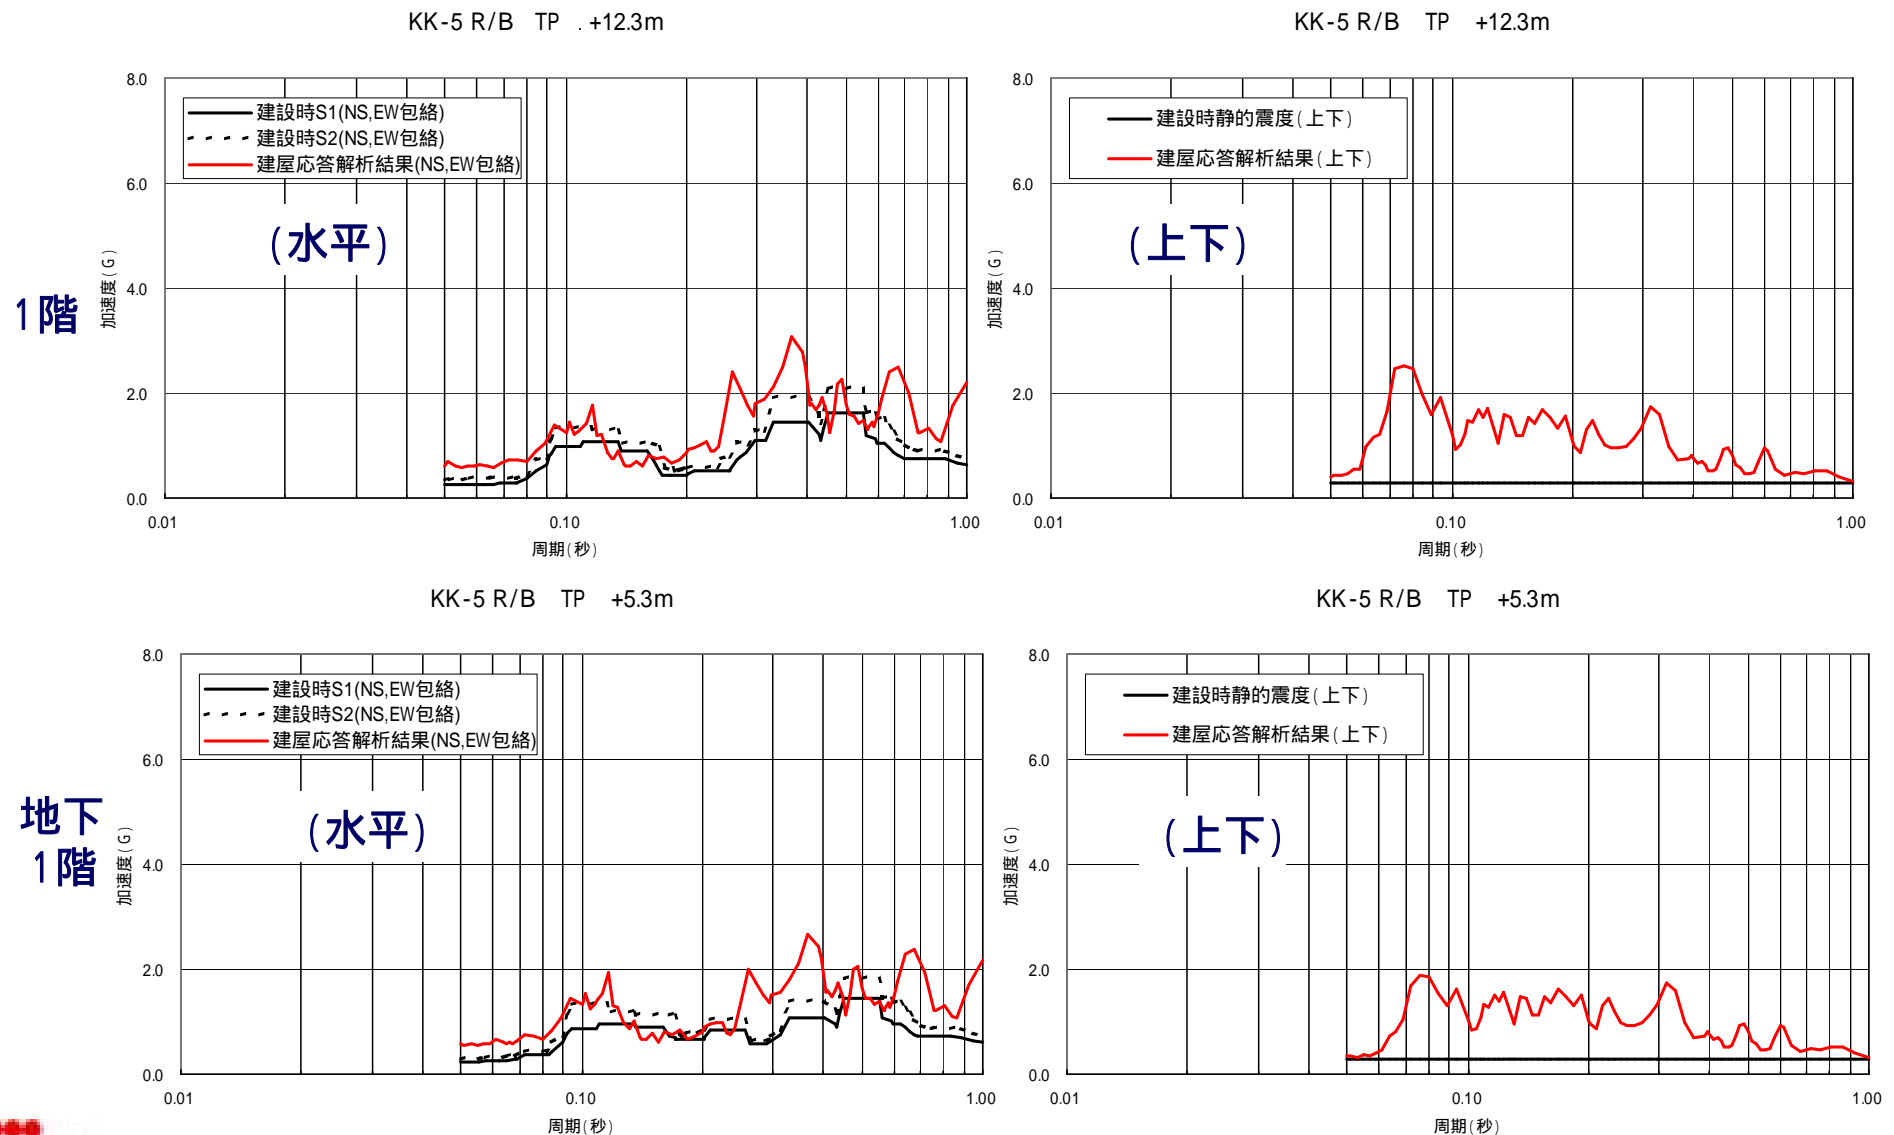 KK-5 R/B TP . +12.3m
8.0
6.0
4.0
2.0
0.0
0.01
0.10
1.00
加速度(G)
周期(秒)
建設時S1(NS,EW包絡)
建設時S2(NS,EW包絡)
建屋応答解析結果(NS,EW包絡)
(水平)
1階
KK-5 R/B TP +12.3m
8.0
6.0
4.0
2.0
0.0
0.01
0.10
1.00
加速度(G)
周期(秒)
建設時静的震度(上下)
建屋応答解析結果(上下)
(上下)
KK-5 R/B TP +5.3m
8.0
6.0
4.0
2.0
0.0
0.01
0.10
1.00
加速度(G)
周期(秒)
建設時S1(NS,EW包絡)
建設時S2(NS,EW包絡)
建屋応答解析結果(NS,EW包絡)
(水平)
地下
1階
KK-5 R/B TP +5.3m
8.0
6.0
4.0
2.0
0.0
0.01
0.10
1.00
加速度(G)
周期(秒)
建設時静的震度(上下)
建屋応答解析結果(上下)
(上下)